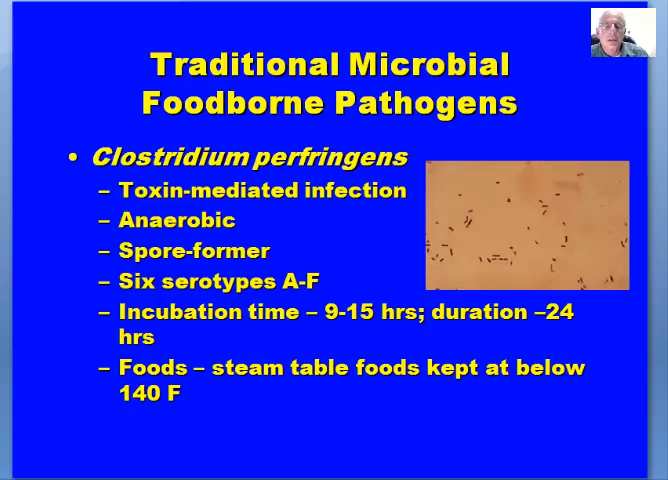 Traditional Microbial
Foodborne Pathogens
• Clostridium perfringens
– Toxin-mediated infection
– Anaerobic
– Spore-former
– Six serotypes A-F
– Incubation time – 9-15 hrs; duration –24
hrs
– Foods – steam table foods kept at below
140 F